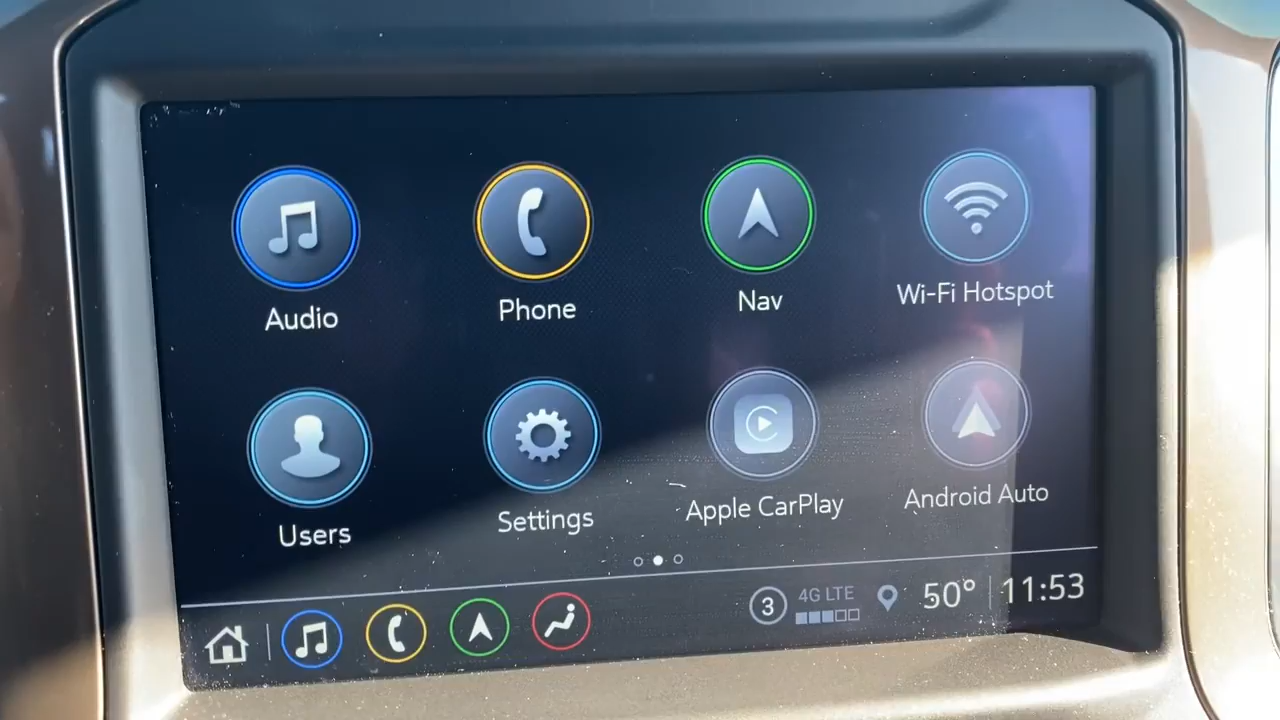 Audio
Phone
Nav
Wi-Fi Hotspot
Users
Settings
Apple CarPlay
Android Auto
3
4G LTE
50°
11:53